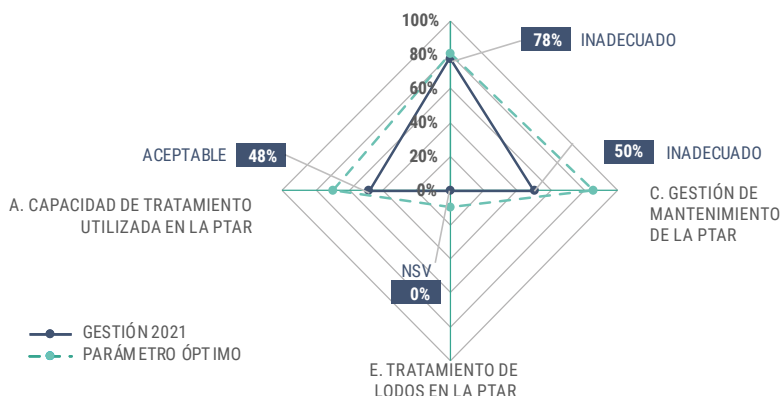 100%
80%
60%
40%
20%
0%
78% INADECUADO
50% INADECUADO
ACEPTABLE 48%
A. CAPACIDAD DE TRATAMIENTO
UTILIZADA EN LA PTAR
C. GESTIÓN DE
MANTENIMIENTO
DE LA PTAR
NSV
0%
GESTIÓN 2021
PARÁMETRO ÓPTIMO
E. TRATAMIENTO DE
LODOS EN LA PTAR